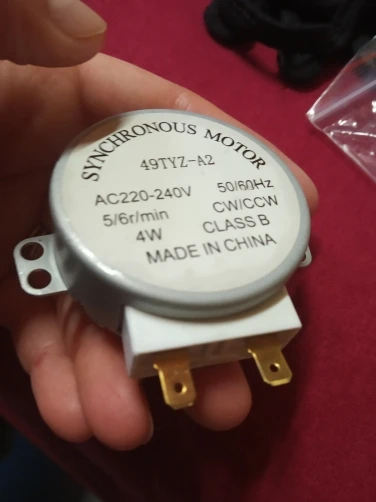 SYNCHRONOUS MOTOR
49TYZ-A2
AC220-240V 50/60Hz
5/6r/min CW/CCW
4W CLASS B
MADE IN CHINA